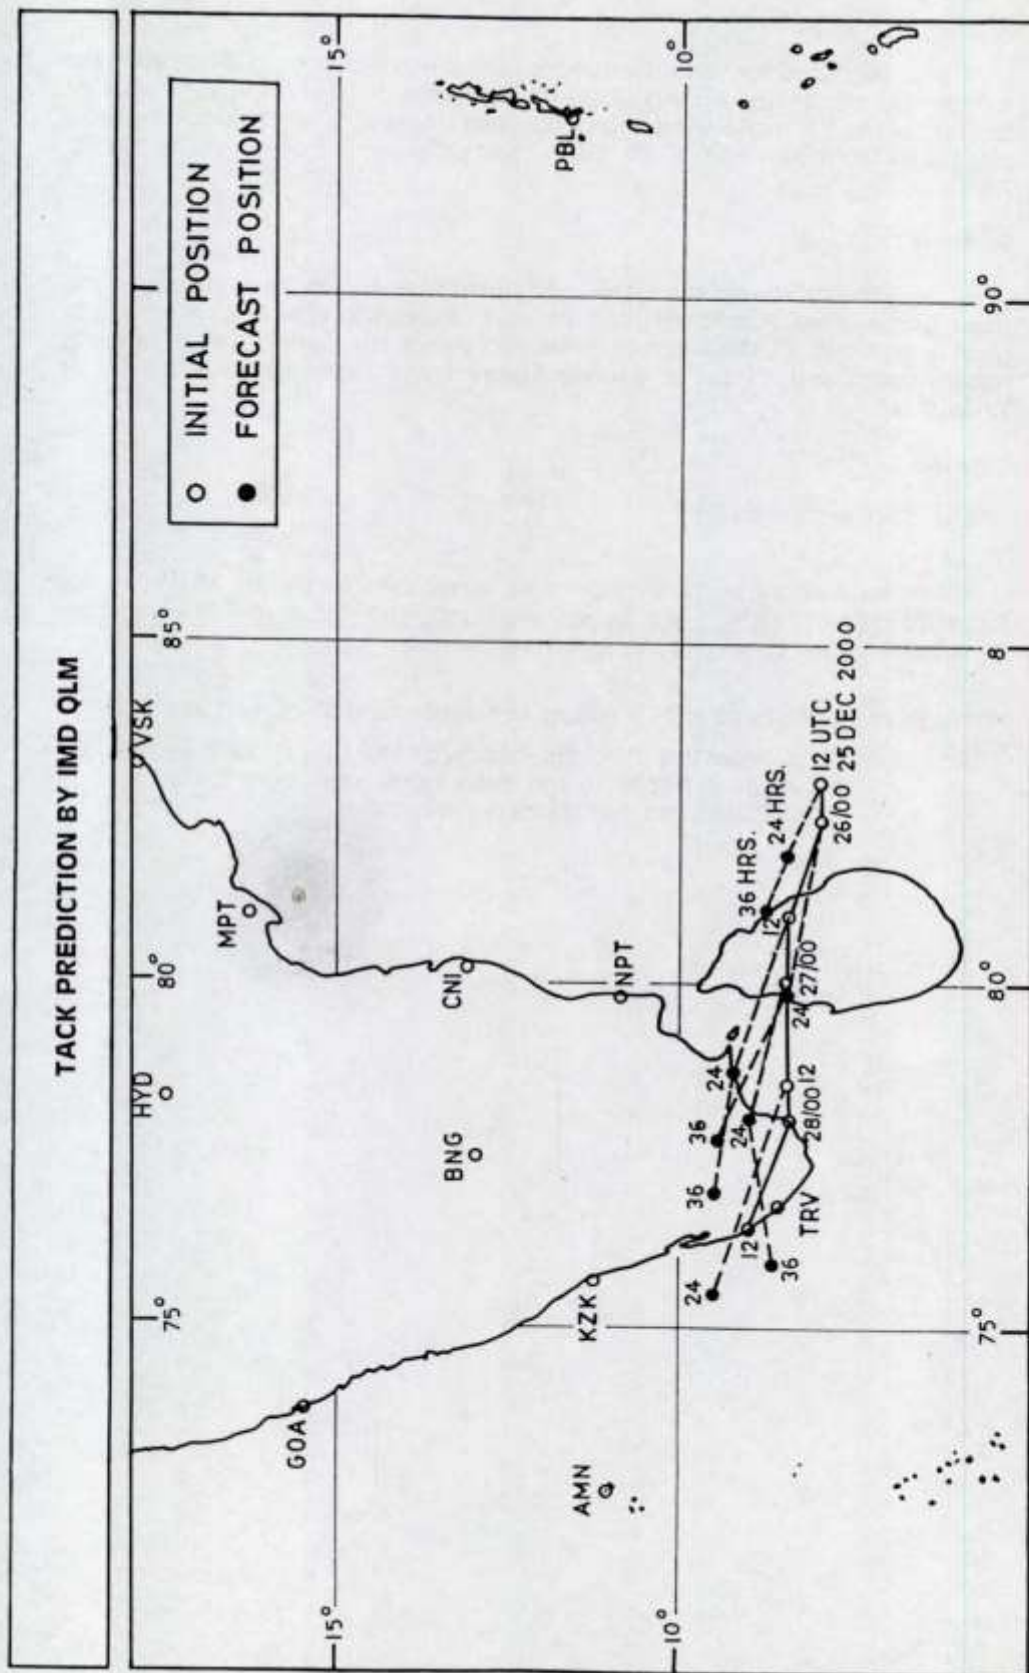 TACK PREDICTION BY IMD QLM
○ INITIAL POSITION
● FORECAST POSITION
75°
80°
85°
15°
15°
10°
10°
75°
80°
8
90°
HYD
VSK
MPT
GOA
BNG
CNI
KZK
NPT
AMN
PBL
TRV
36 HRS.
24 HRS.
12 UTC
26/00 25 DEC 2000
12
27/00
24
12
28/00
24
36
24
36
12
24
36